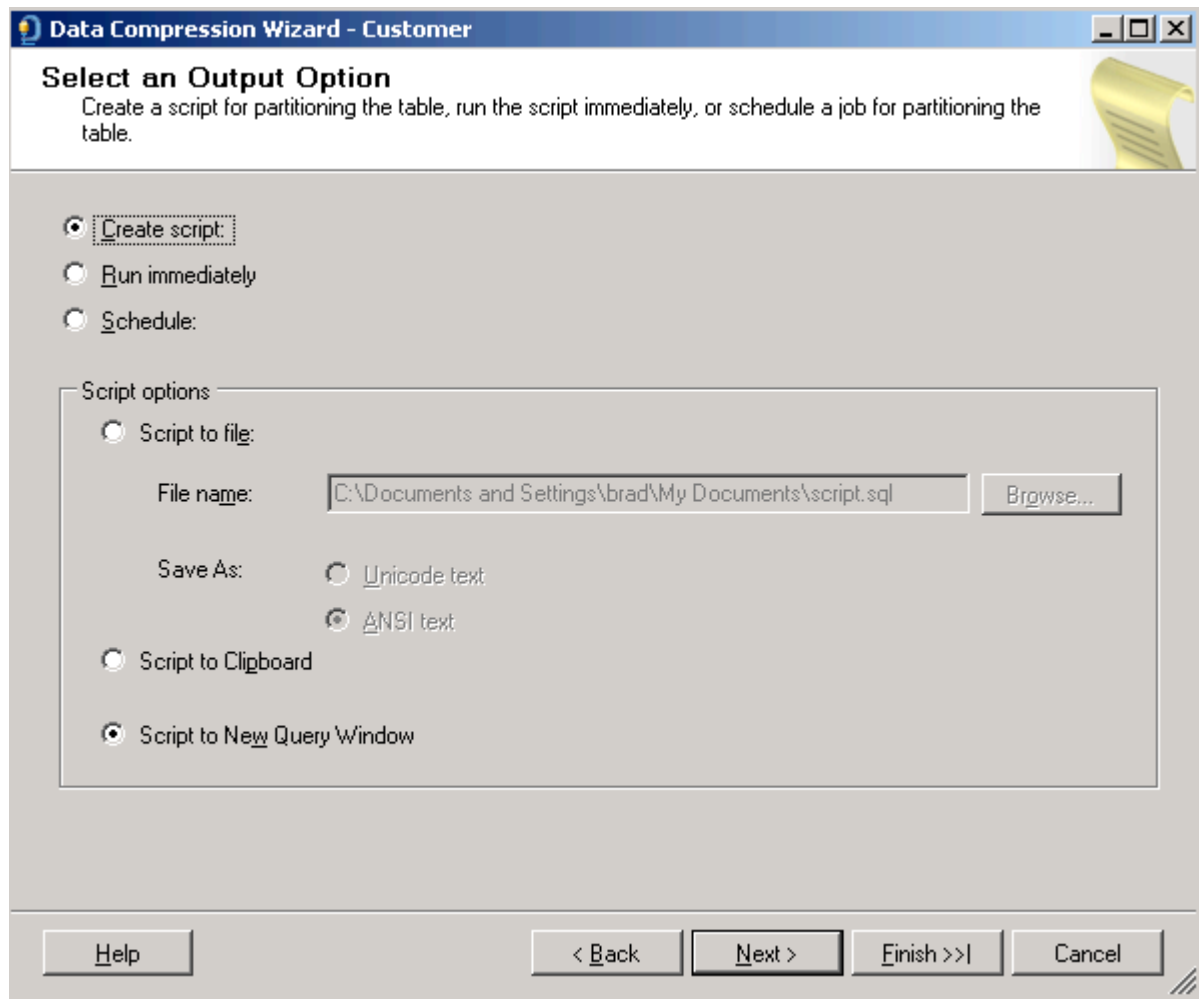 Data Compression Wizard - Customer
Select an Output Option
Create a script for partitioning the table, run the script immediately, or schedule a job for partitioning the
table.
Create script:
Run immediately
Schedule:
Script options
Script to file:
File name:
C:\Documents and Settings\brad\My Documents\script.sql
Browse...
Save As:
Unicode text
ANSI text
Script to Clipboard
Script to New Query Window
Help
< Back
Next >
Finish >>|
Cancel